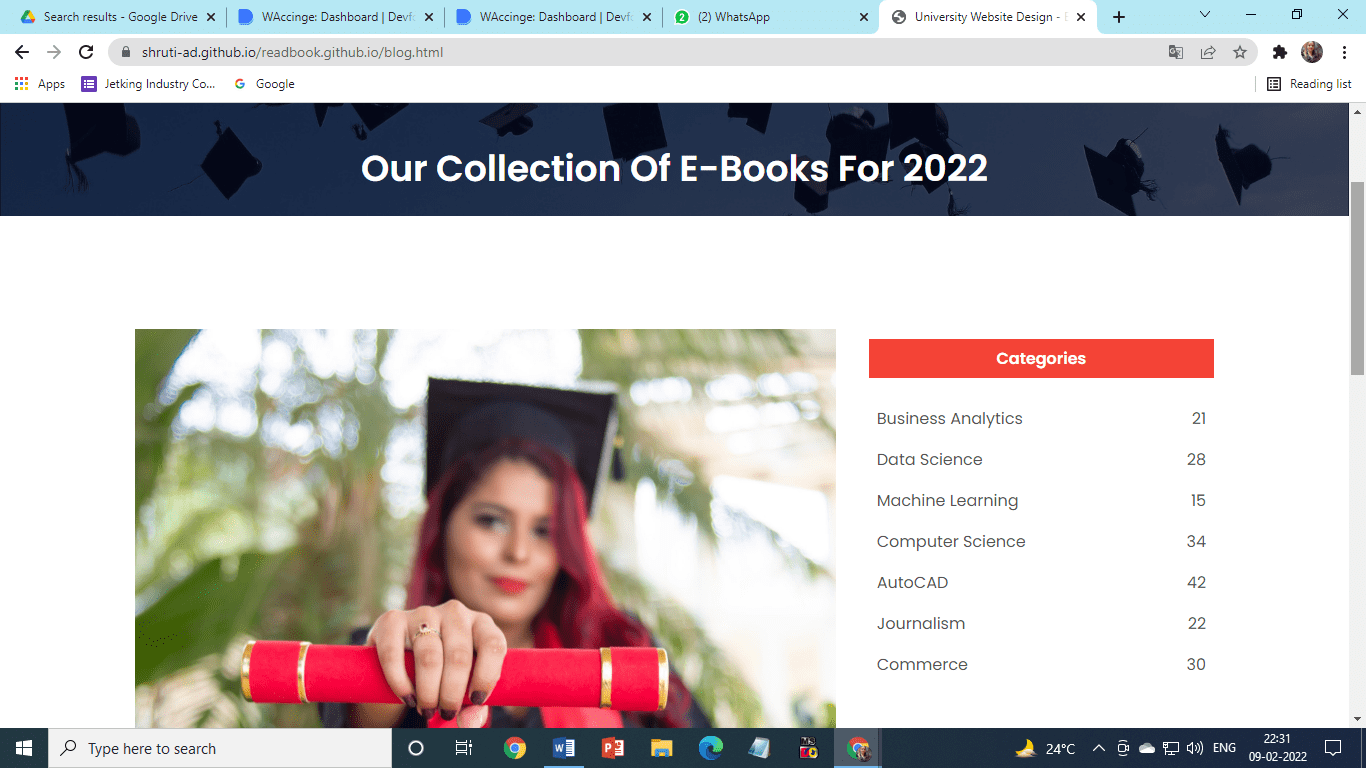 Search results - Google Drive
WAccinge: Dashboard | Devfo
WAccinge: Dashboard | Devfo
2
(2) WhatsApp
University Website Design - E
shruti-ad.github.io/readbook.github.io/blog.html
Apps
Jetking Industry Co...
Google
Reading list
Our Collection Of E-Books For 2022
Categories
Business Analytics 21
Data Science 28
Machine Learning 15
Computer Science 34
AutoCAD 42
Journalism 22
Commerce 30
Type here to search
24°C
ENG
22:31
09-02-2022